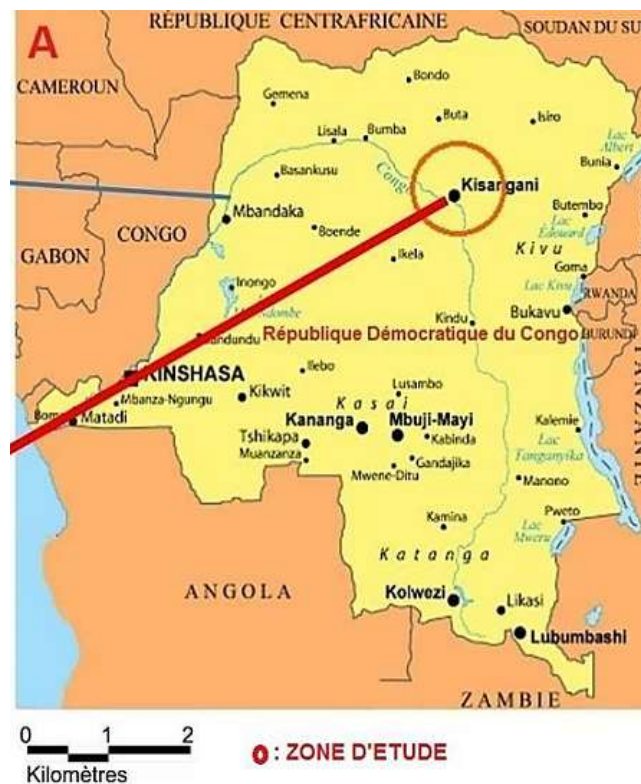 A
RÉPUBLIQUE CENTRAFRICAINE
SOUDAN DU SU
CAMEROUN
Bondo
Gemena
Buta
Isiro
Lisala
Bumba
Lac
Albert
Bunia
Basankusu
Congo
Kisangani
Mbandaka
Butembo
Lac
Édouard
CONGO
Boende
Ikela
Kivu
GABON
Goma
Inongo
Lac Kivu
RWANDA
Bukavu
Kindu
République Démocratique du Congo
BURUNDI
TANZANIE
KINSHASA
Ilebo
Mbanza-Ngungu
Kikwit
Lusambo
Kasai
Matadi
Kananga
Mbuji-Mayi
Kalemie
Tshikapa
Kabinda
Lac
Tanganyika
Muanzanza
Gandajika
Mwene-Ditu
Manono
Pweto
Kamina
Lac
Mweru
Katanga
ANGOLA
Kolwezi
Likasi
Lubumbashi
ZAMBIE
0 1 2
Kilomètres
: ZONE D'ETUDE